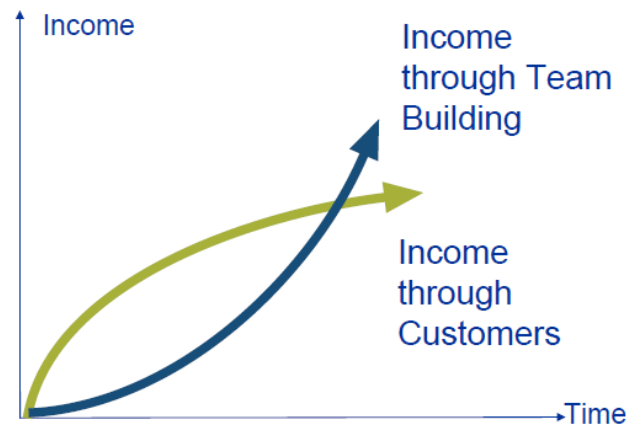 Income
Income
through Team
Building
Income
through
Customers
Time